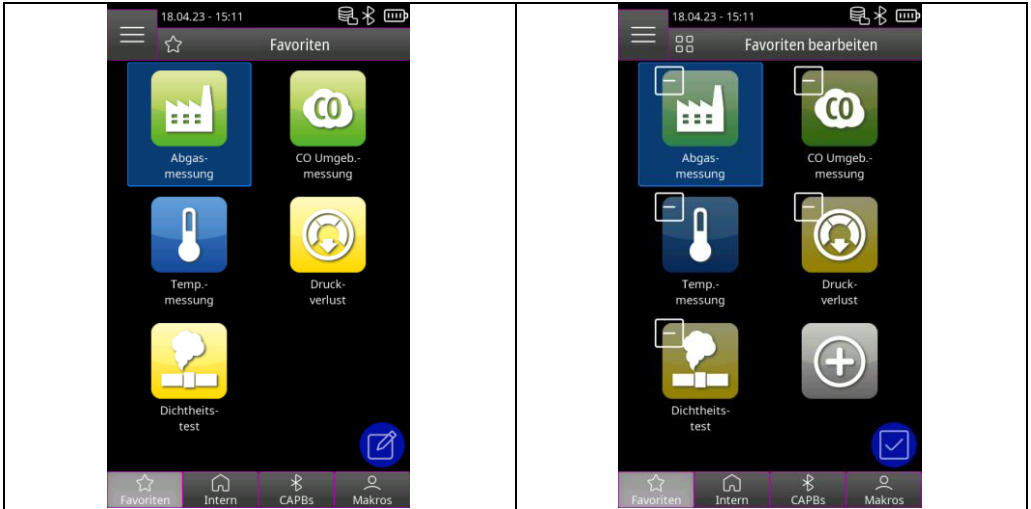 18.04.23 - 15:11
Favoriten
CO
Abgas-
messung
CO Umgeb.-
messung
Temp.-
messung
Druck-
verlust
Dichtheits-
test
Favoriten
Intern
CAPBs
Makros
18.04.23 - 15:11
Favoriten bearbeiten
CO
Abgas-
messung
CO Umgeb.-
messung
Temp.-
messung
Druck-
verlust
Dichtheits-
test
Favoriten
Intern
CAPBs
Makros